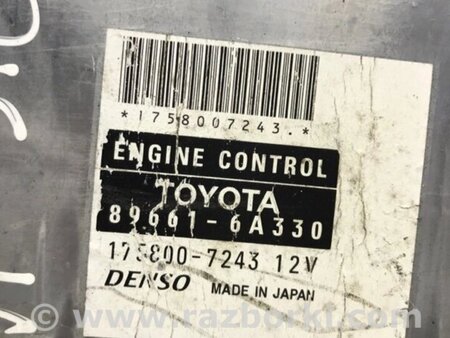 *1758007243.*
ENGINE CONTROL
TOYOTA
89661-6A330
175800-7243 12V
DENSO MADE IN JAPAN
www.razborki.com